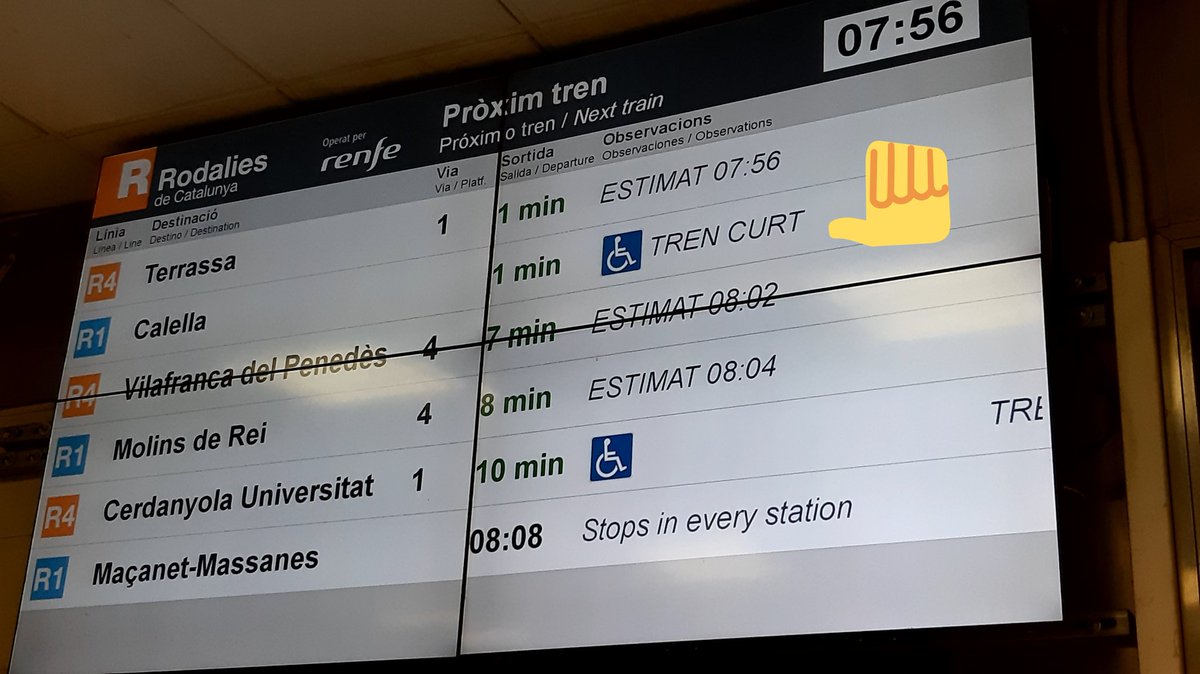 07:56
R Rodalies
de Catalunya
Operat per
renfe
Pròxim tren
Próximo tren / Next train
Línia Destinació Via Sortida Observacions
Línea / Line Destino / Destination Via / Platf. Salida / Departure Observaciones / Observations
R4 Terrassa 1 1 min ESTIMAT 07:56
R1 Calella 1 min TREN CURT
R4 Vilafranca del Penedès 4 7 min ESTIMAT 08:02
R1 Molins de Rei 4 8 min ESTIMAT 08:04
R4 Cerdanyola Universitat 1 10 min TRE
R1 Maçanet-Massanes 08:08 Stops in every station